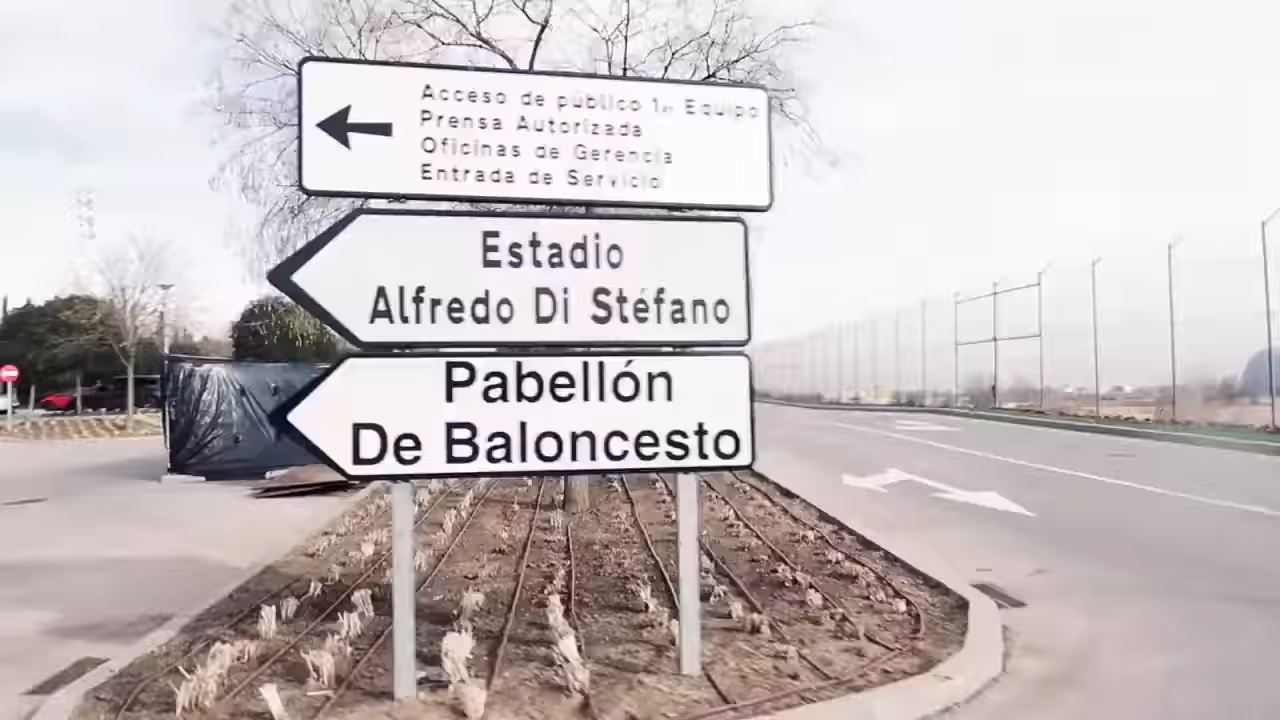 Acceso de público 1er Equipo
Prensa Autorizada
Oficinas de Gerencia
Entrada de Servicio
Estadio
Alfredo Di Stéfano
Pabellón
De Baloncesto